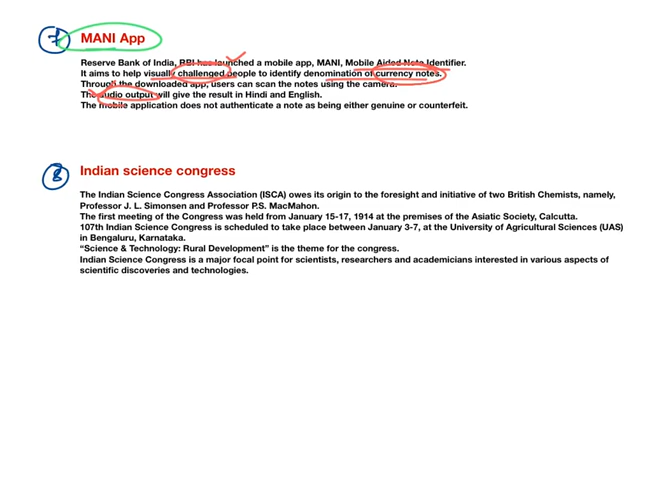 7 MANI App
Reserve Bank of India, RBI has launched a mobile app, MANI, Mobile Aided Note Identifier.
It aims to help visually challenged people to identify denomination of currency notes.
Through the downloaded app, users can scan the notes using the camera.
The audio output will give the result in Hindi and English.
The mobile application does not authenticate a note as being either genuine or counterfeit.
8 Indian science congress
The Indian Science Congress Association (ISCA) owes its origin to the foresight and initiative of two British Chemists, namely,
Professor J. L. Simonsen and Professor P.S. MacMahon.
The first meeting of the Congress was held from January 15-17, 1914 at the premises of the Asiatic Society, Calcutta.
107th Indian Science Congress is scheduled to take place between January 3-7, at the University of Agricultural Sciences (UAS)
in Bengaluru, Karnataka.
“Science & Technology: Rural Development” is the theme for the congress.
Indian Science Congress is a major focal point for scientists, researchers and academicians interested in various aspects of
scientific discoveries and technologies.